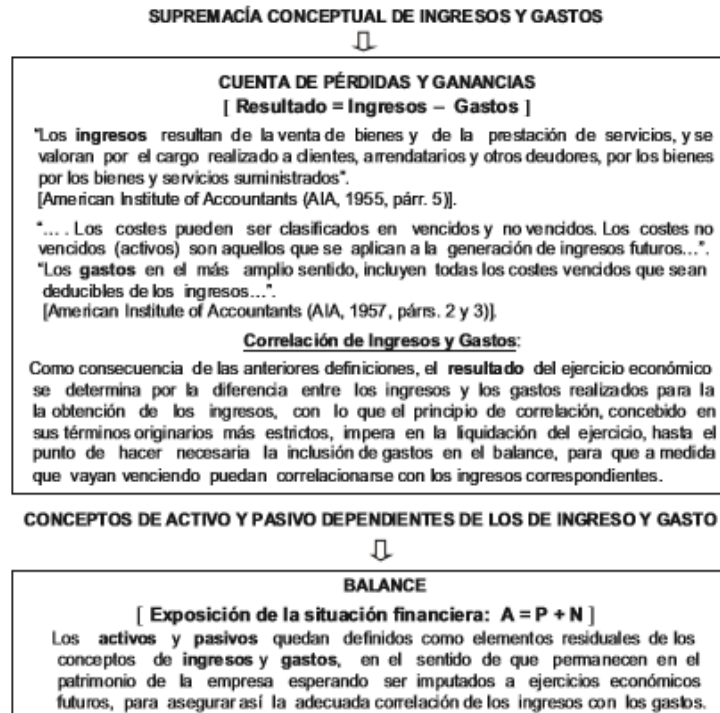 SUPREMACÍA CONCEPTUAL DE INGRESOS Y GASTOS
CUENTA DE PÉRDIDAS Y GANANCIAS
[ Resultado = Ingresos – Gastos ]
"Los ingresos resultan de la venta de bienes y de la prestación de servicios, y se
valoran por el cargo realizado a clientes, arrendatarios y otros deudores, por los bienes
por los bienes y servicios suministrados".
[American Institute of Accountants (AIA, 1955, párr. 5)].
"... . Los costes pueden ser clasificados en vencidos y no vencidos. Los costes no
vencidos (activos) son aquellos que se aplican a la generación de ingresos futuros...".
"Los gastos en el más amplio sentido, incluyen todas los costes vencidos que sean
deducibles de los ingresos...".
[American Institute of Accountants (AIA, 1957, párrs. 2 y 3)].
Correlación de Ingresos y Gastos:
Como consecuencia de las anteriores definiciones, el resultado del ejercicio económico
se determina por la diferencia entre los ingresos y los gastos realizados para la
la obtención de los ingresos, con lo que el principio de correlación, concebido en
sus términos originarios más estrictos, impera en la liquidación del ejercicio, hasta el
punto de hacer necesaria la inclusión de gastos en el balance, para que a medida
que vayan venciendo puedan correlacionarse con los ingresos correspondientes.
CONCEPTOS DE ACTIVO Y PASIVO DEPENDIENTES DE LOS DE INGRESO Y GASTO
BALANCE
[ Exposición de la situación financiera: A = P + N ]
Los activos y pasivos quedan definidos como elementos residuales de los
conceptos de ingresos y gastos, en el sentido de que permanecen en el
patrimonio de la empresa esperando ser imputados a ejercicios económicos
futuros, para asegurar así la adecuada correlación de los ingresos con los gastos.